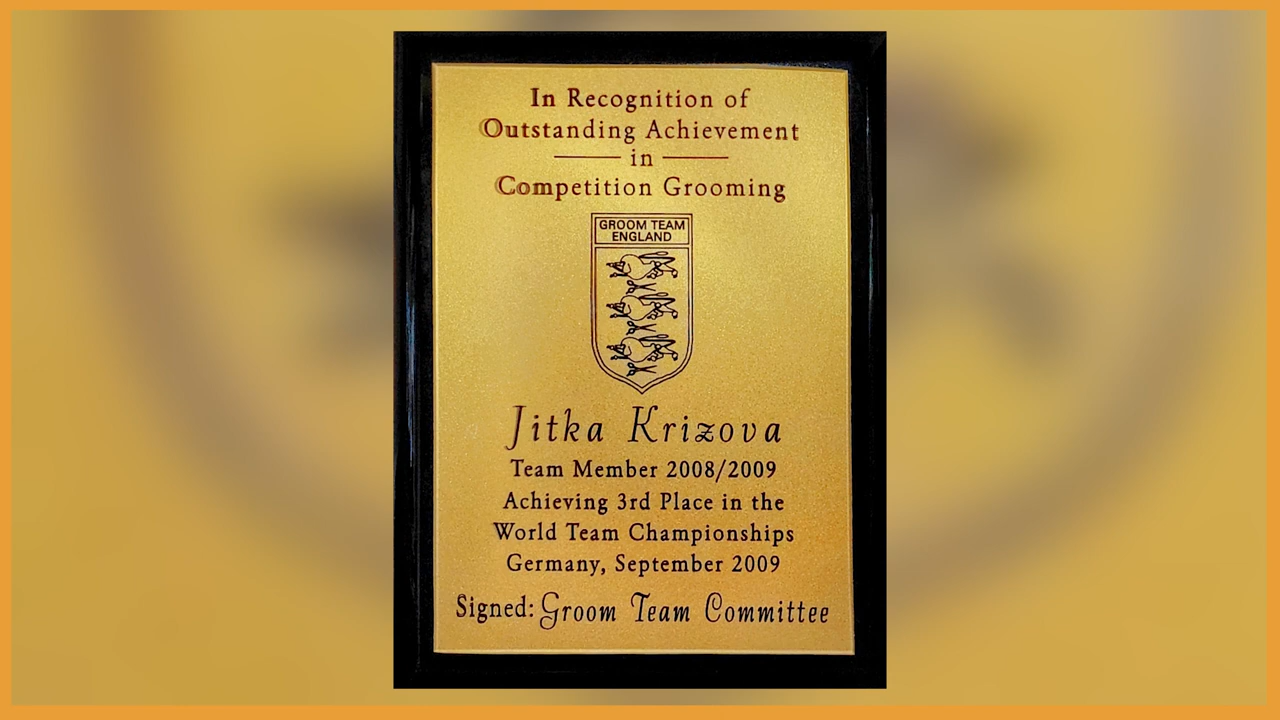 In Recognition of
Outstanding Achievement
in
Competition Grooming
GROOM TEAM
ENGLAND
Jitka Krizova
Team Member 2008/2009
Achieving 3rd Place in the
World Team Championships
Germany, September 2009
Signed: Groom Team Committee